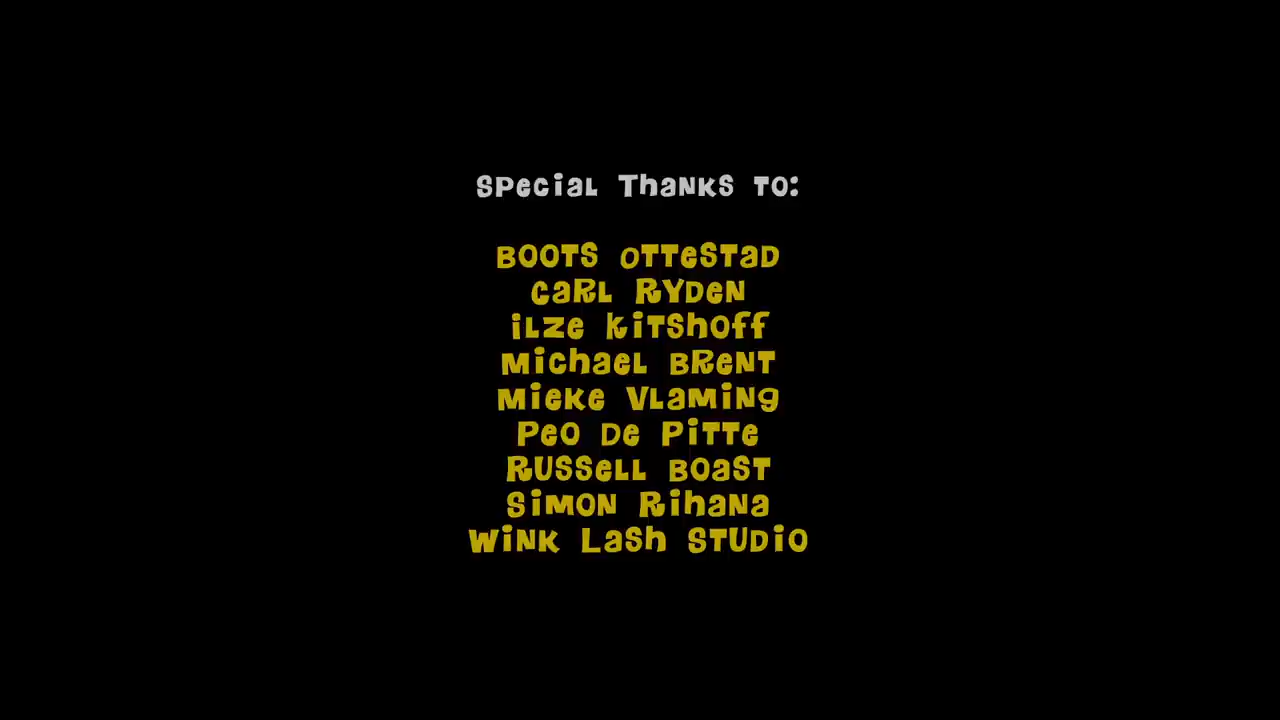 Special Thanks to:
Boots Ottestad
Carl Ryden
Ilze Kitshoff
Michael Brent
Mieke Vlaming
Peo de Pitte
Russell Boast
Simon Rihana
Wink Lash Studio